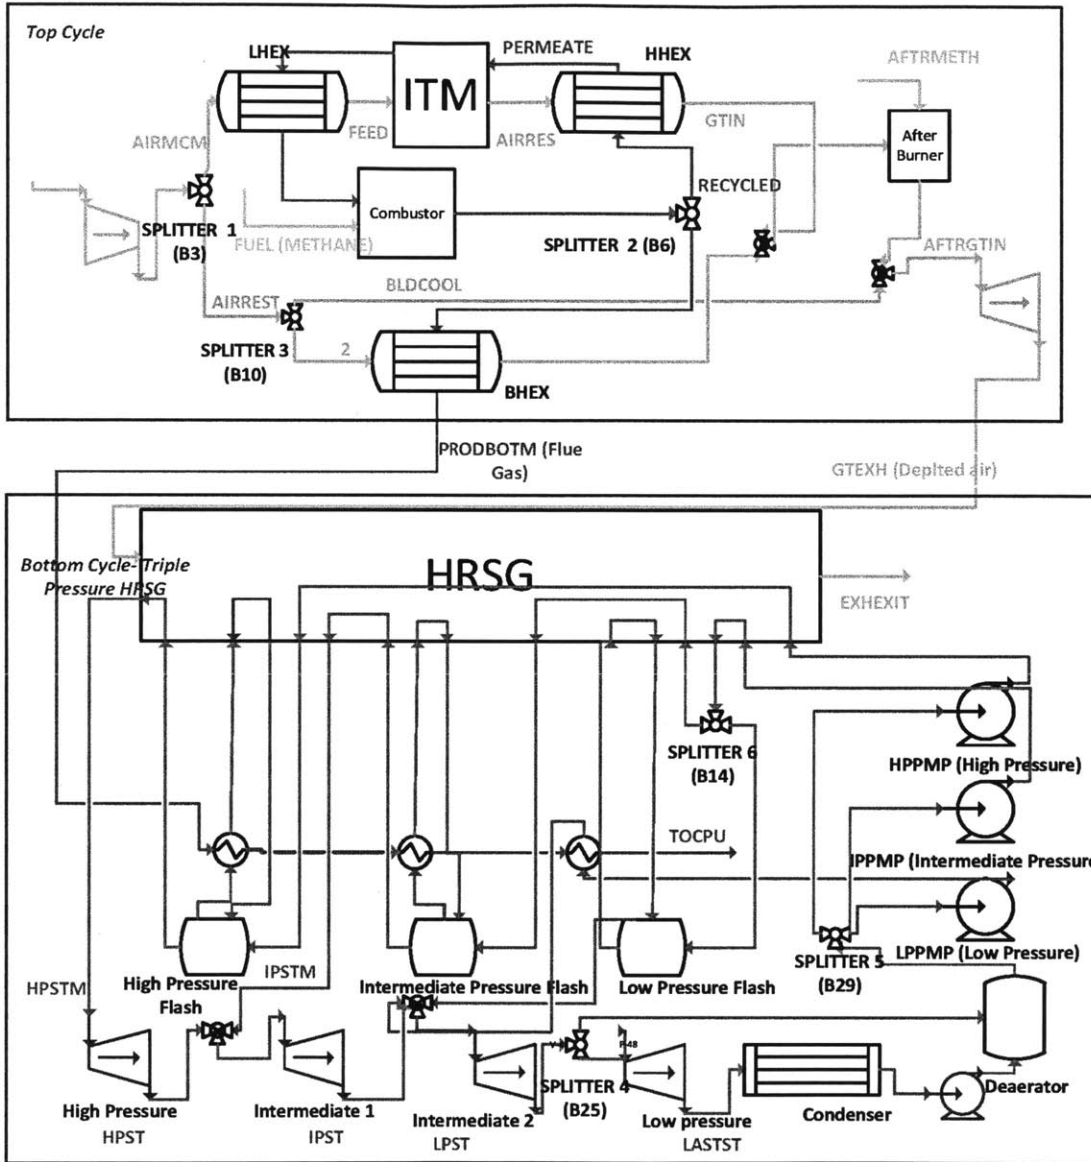 Top Cycle
LHEX
PERMEATE
HHEX
AFTRMETH
ITM
AIRMCM
FEED
AIRRES
GTIN
After
Burner
RECYCLED
SPLITTER 1
(B3)
Combustor
FUEL (METHANE)
SPLITTER 2 (B6)
AFTRGTIN
BLDCOOL
AIRREST
SPLITTER 3
(B10)
2
BHEX
PRODBOTM (Flue
Gas)
GTEXH (Deplted air)
Bottom Cycle- Triple
Pressure HRSG
HRSG
EXHEXIT
SPLITTER 6
(B14)
HPPMP (High Pressure)
TOCPU
IPPMP (Intermediate Pressure
LPPMP (Low Pressure)
SPLITTER 5
(B29)
HPSTM
High Pressure
Flash
IPSTM
Intermediate Pressure Flash
Low Pressure Flash
P-48
SPLITTER 4
(B25)
Deaerator
High Pressure
HPST
Intermediate 1
IPST
Intermediate 2
LPST
Low pressure
LASTST
Condenser